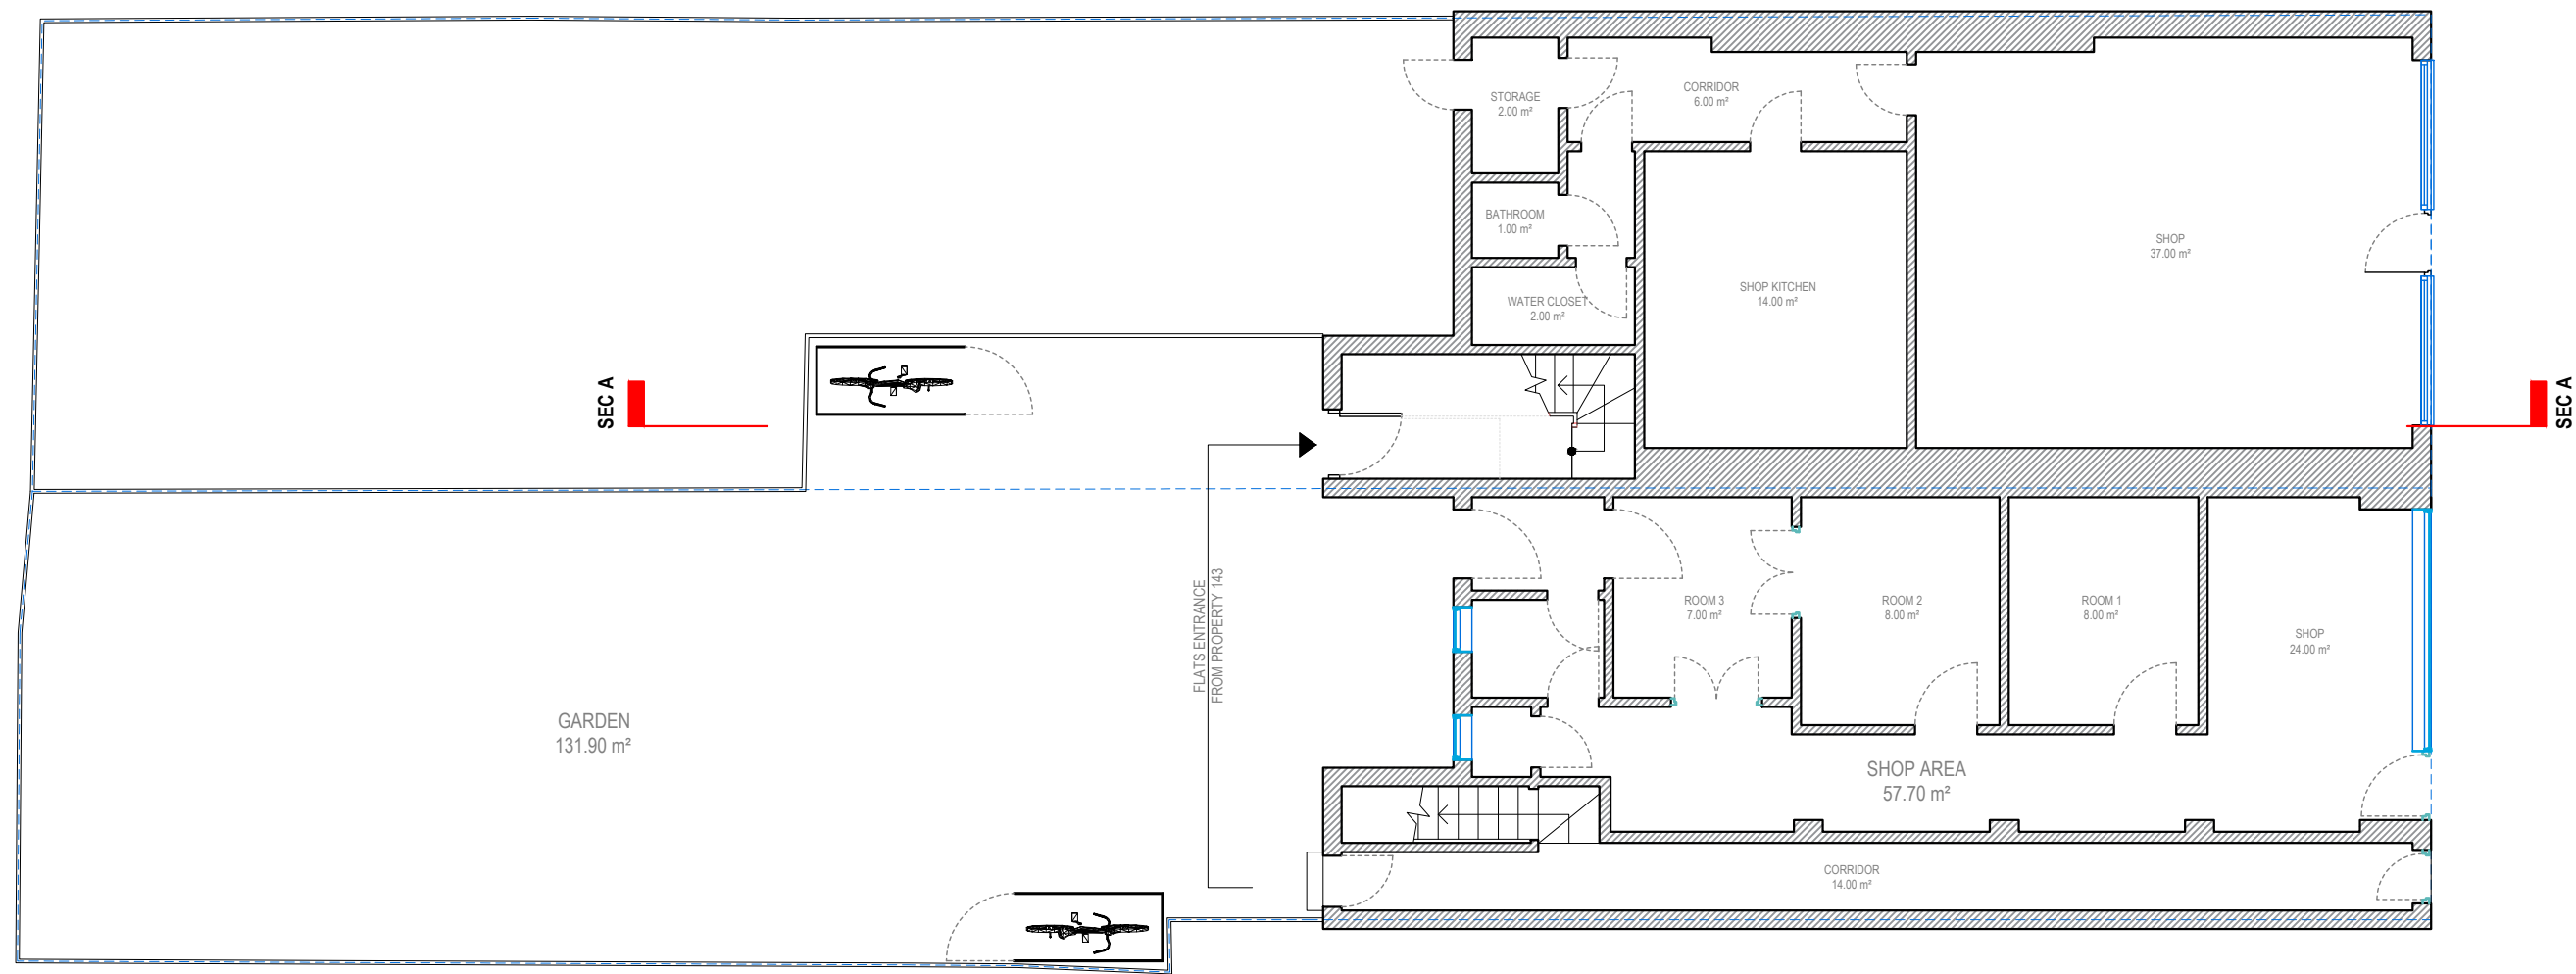 STORAGE
2.00 m²
CORRIDOR
6.00 m²
BATHROOM
1.00 m²
SHOP
37.00 m²
SHOP KITCHEN
14.00 m²
WATER CLOSET
2.00 m²
SEC A
SEC A
FLATS ENTRANCE
FROM PROPERTY 143
ROOM 3
7.00 m²
ROOM 2
8.00 m²
ROOM 1
8.00 m²
SHOP
24.00 m²
GARDEN
131.90 m²
SHOP AREA
57.70 m²
CORRIDOR
14.00 m²